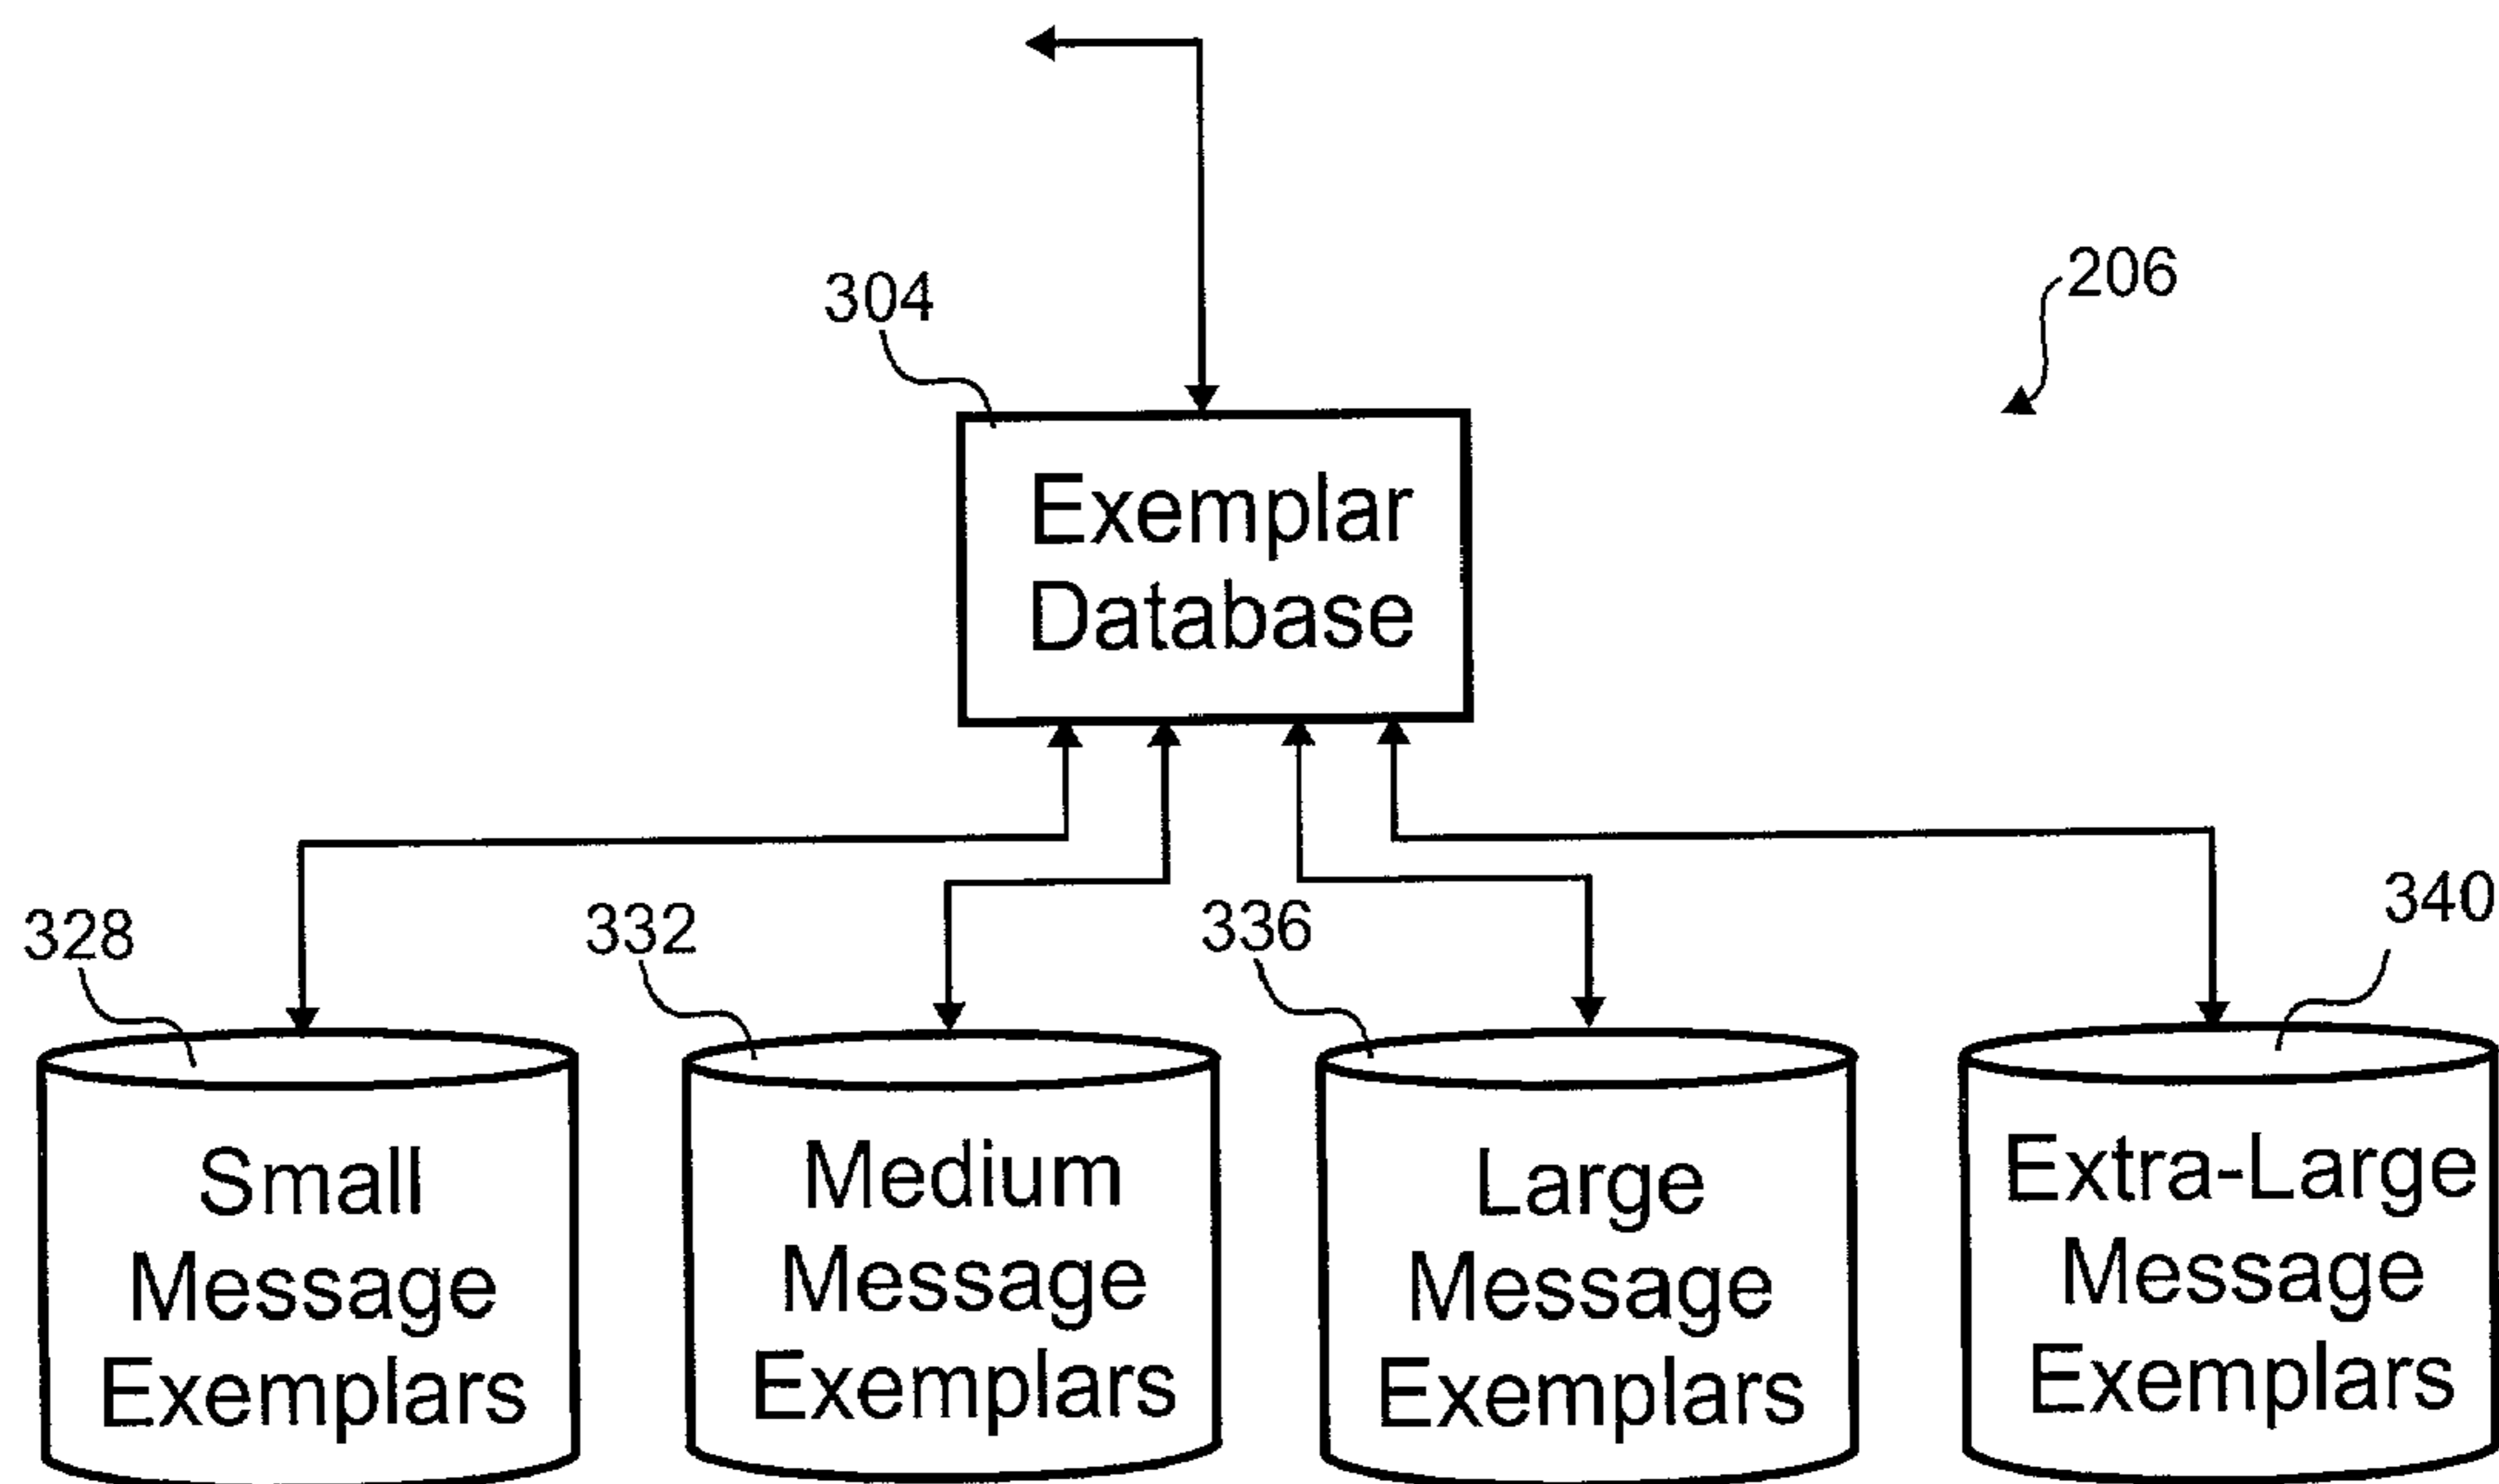 304
206
Exemplar
Database
328
332
336
340
Small
Message
Exemplars
Medium
Message
Exemplars
Large
Message
Exemplars
Extra-Large
Message
Exemplars